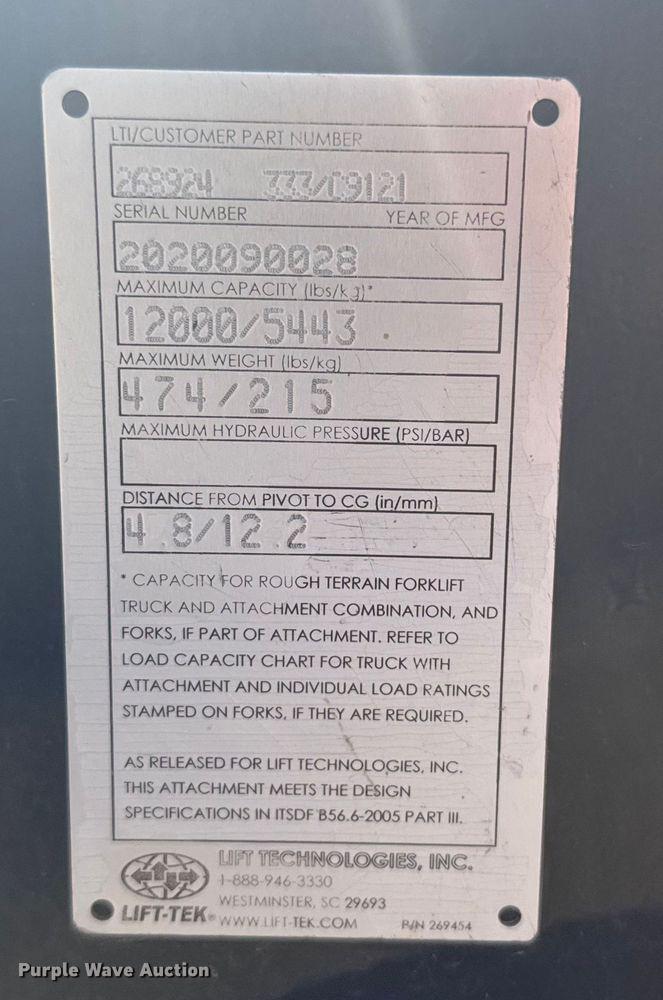 LTI/CUSTOMER PART NUMBER
268924 333/C9121
SERIAL NUMBER YEAR OF MFG
2020090028
MAXIMUM CAPACITY (lbs/kg)*
12000/5443
MAXIMUM WEIGHT (lbs/kg)
474/215
MAXIMUM HYDRAULIC PRESSURE (PSI/BAR)
DISTANCE FROM PIVOT TO CG (in/mm)
4.8/12.2
* CAPACITY FOR ROUGH TERRAIN FORKLIFT
TRUCK AND ATTACHMENT COMBINATION, AND
FORKS, IF PART OF ATTACHMENT. REFER TO
LOAD CAPACITY CHART FOR TRUCK WITH
ATTACHMENT AND INDIVIDUAL LOAD RATINGS
STAMPED ON FORKS, IF THEY ARE REQUIRED.
AS RELEASED FOR LIFT TECHNOLOGIES, INC.
THIS ATTACHMENT MEETS THE DESIGN
SPECIFICATIONS IN ITSDF B56.6-2005 PART III.
LIFT TECHNOLOGIES, INC.
1-888-946-3330
WESTMINSTER, SC 29693
LIFT-TEK® WWW.LIFT-TEK.COM P/N 269454
Purple Wave Auction